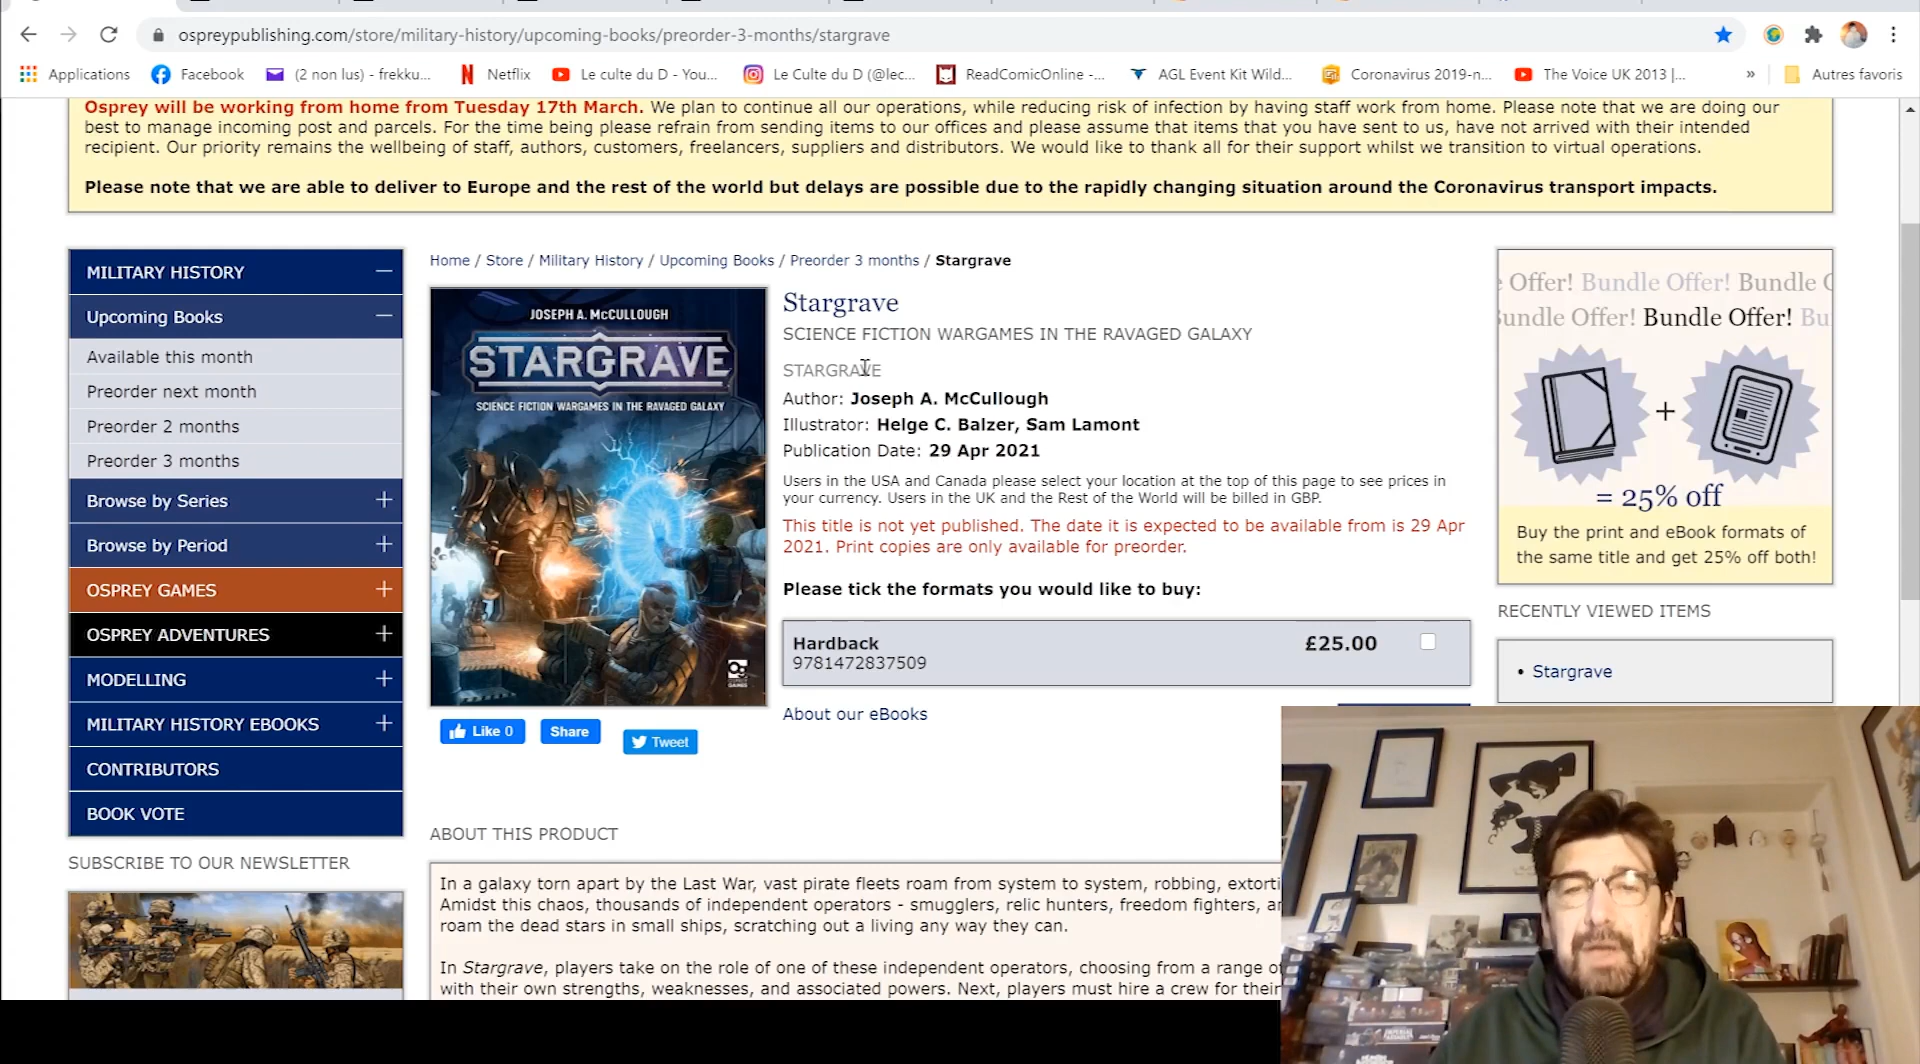 ospreypublishing.com/store/military-history/upcoming-books/preorder-3-months/stargrave
Applications
Facebook
(2 non lus) - frekku...
Netflix
Le culte du D - You...
Le Culte du D (@lec...
ReadComicOnline -...
AGL Event Kit Wild...
Coronavirus 2019-n...
The Voice UK 2013 |...
»
Autres favoris
Osprey will be working from home from Tuesday 17th March. We plan to continue all our operations, while reducing risk of infection by having staff work from home. Please note that we are doing our
best to manage incoming post and parcels. For the time being please refrain from sending items to our offices and please assume that items that you have sent to us, have not arrived with their intended
recipient. Our priority remains the wellbeing of staff, authors, customers, freelancers, suppliers and distributors. We would like to thank all for their support whilst we transition to virtual operations.
Please note that we are able to deliver to Europe and the rest of the world but delays are possible due to the rapidly changing situation around the Coronavirus transport impacts.
MILITARY HISTORY
Upcoming Books
Available this month
Preorder next month
Preorder 2 months
Preorder 3 months
Browse by Series
Browse by Period
OSPREY GAMES
OSPREY ADVENTURES
MODELLING
MILITARY HISTORY EBOOKS
CONTRIBUTORS
BOOK VOTE
SUBSCRIBE TO OUR NEWSLETTER
Home / Store / Military History / Upcoming Books / Preorder 3 months / Stargrave
JOSEPH A. McCULLOUGH
STARGRAVE
SCIENCE FICTION WARGAMES IN THE RAVAGED GALAXY
Like 0
Share
Tweet
Stargrave
SCIENCE FICTION WARGAMES IN THE RAVAGED GALAXY
STARGRAVE
Author: Joseph A. McCullough
Illustrator: Helge C. Balzer, Sam Lamont
Publication Date: 29 Apr 2021
Users in the USA and Canada please select your location at the top of this page to see prices in
your currency. Users in the UK and the Rest of the World will be billed in GBP.
This title is not yet published. The date it is expected to be available from is 29 Apr
2021. Print copies are only available for preorder.
Please tick the formats you would like to buy:
Hardback £25.00
9781472837509
About our eBooks
ABOUT THIS PRODUCT
In a galaxy torn apart by the Last War, vast pirate fleets roam from system to system, robbing, extorti
Amidst this chaos, thousands of independent operators - smugglers, relic hunters, freedom fighters, a
roam the dead stars in small ships, scratching out a living any way they can.
In Stargrave, players take on the role of one of these independent operators, choosing from a range of
with their own strengths, weaknesses, and associated powers. Next, players must hire a crew for their
Offer! Bundle Offer! Bundle
undle Offer! Bundle Offer! Bu
= 25% off
Buy the print and eBook formats of
the same title and get 25% off both!
RECENTLY VIEWED ITEMS
• Stargrave